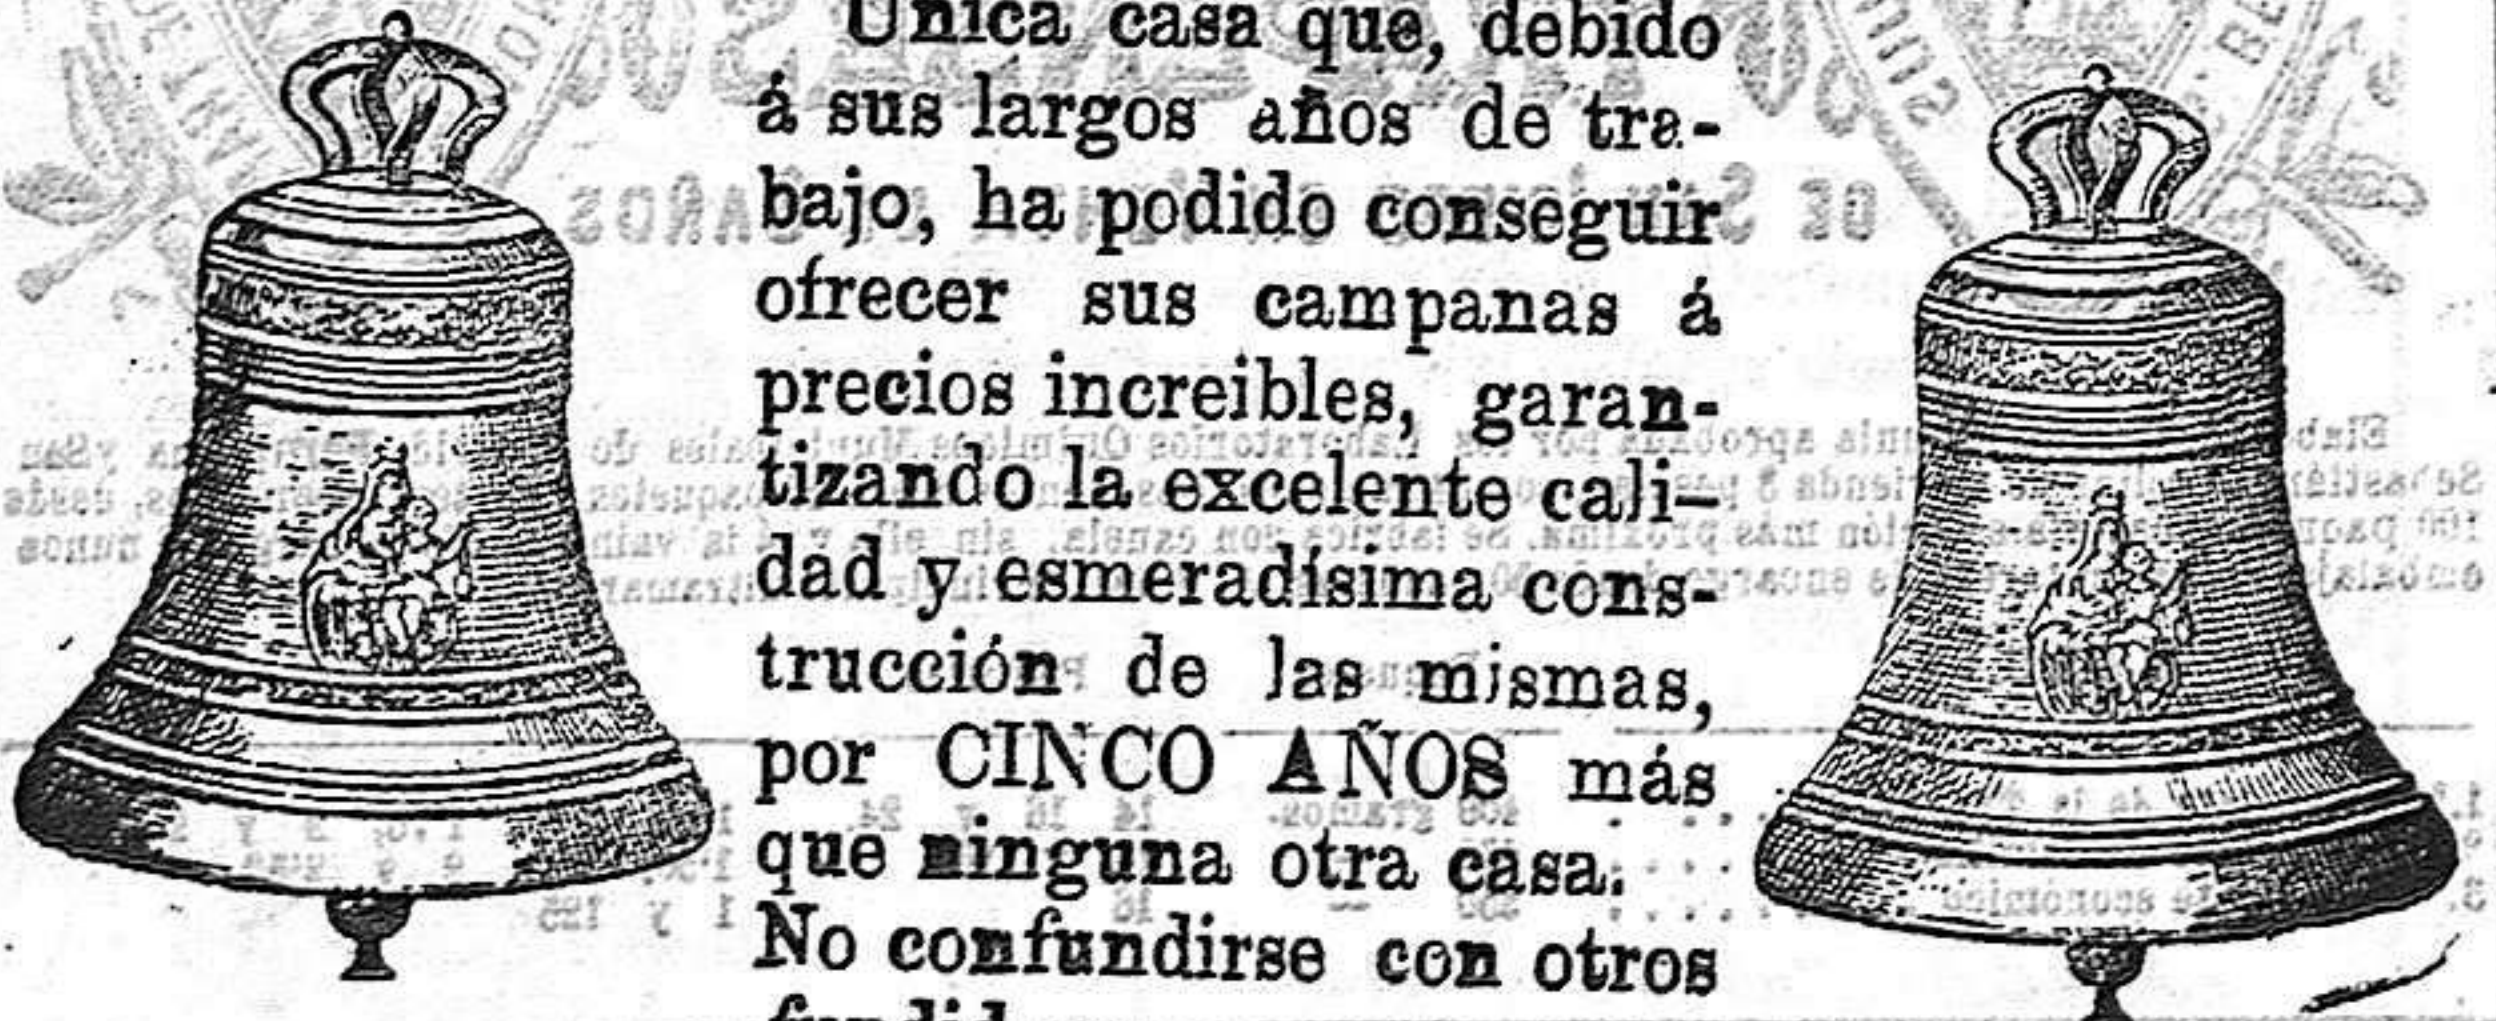 Unica casa que, debido
á sus largos años de tra-
bajo, ha podido conseguir
ofrecer sus campanas á
precios increibles, garan-
tizando la excelente cali-
dad y esmeradísima cons-
trucción de las mismas,
por CINCO AÑOS más
que ninguna otra casa.
No confundirse con otros